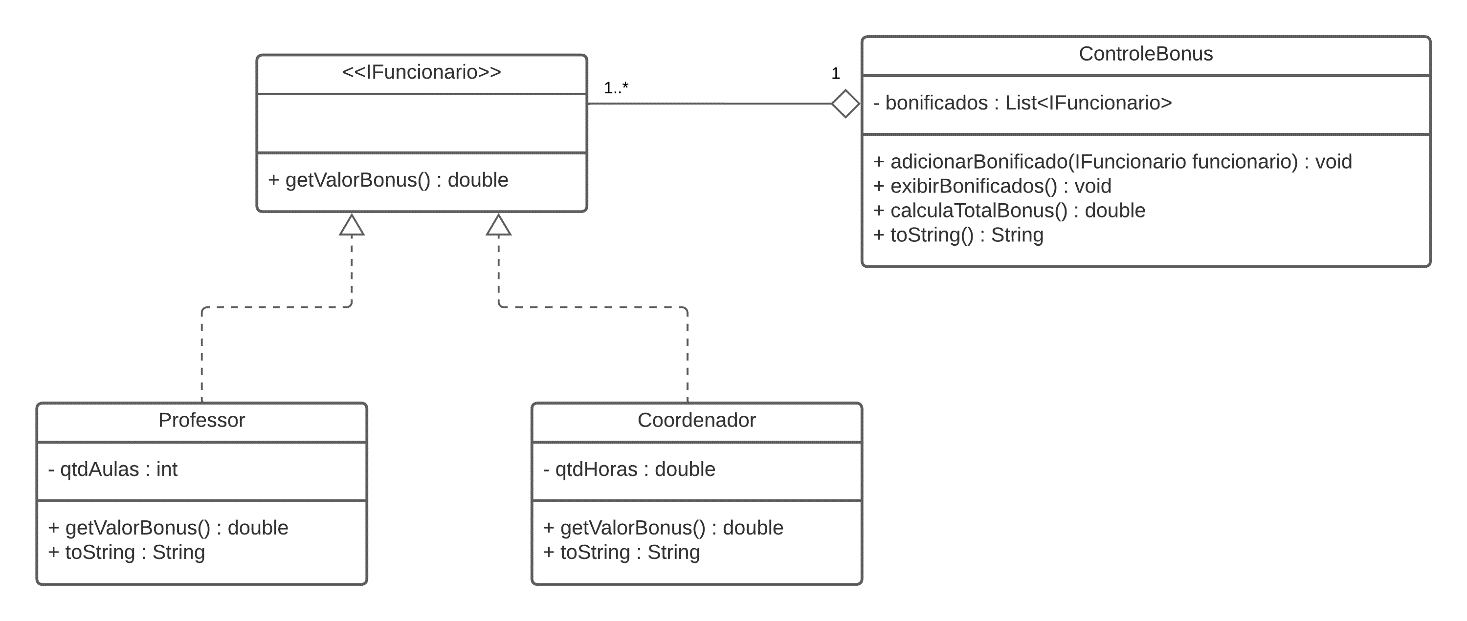 <<IFuncionario>>
+ getValorBonus() : double
1..*
1
ControleBonus
- bonificados : List<IFuncionario>
+ adicionarBonificado(IFuncionario funcionario) : void
+ exibirBonificados() : void
+ calculaTotalBonus() : double
+ toString() : String
Professor
- qtdAulas : int
+ getValorBonus() : double
+ toString : String
Coordenador
- qtdHoras : double
+ getValorBonus() : double
+ toString : String